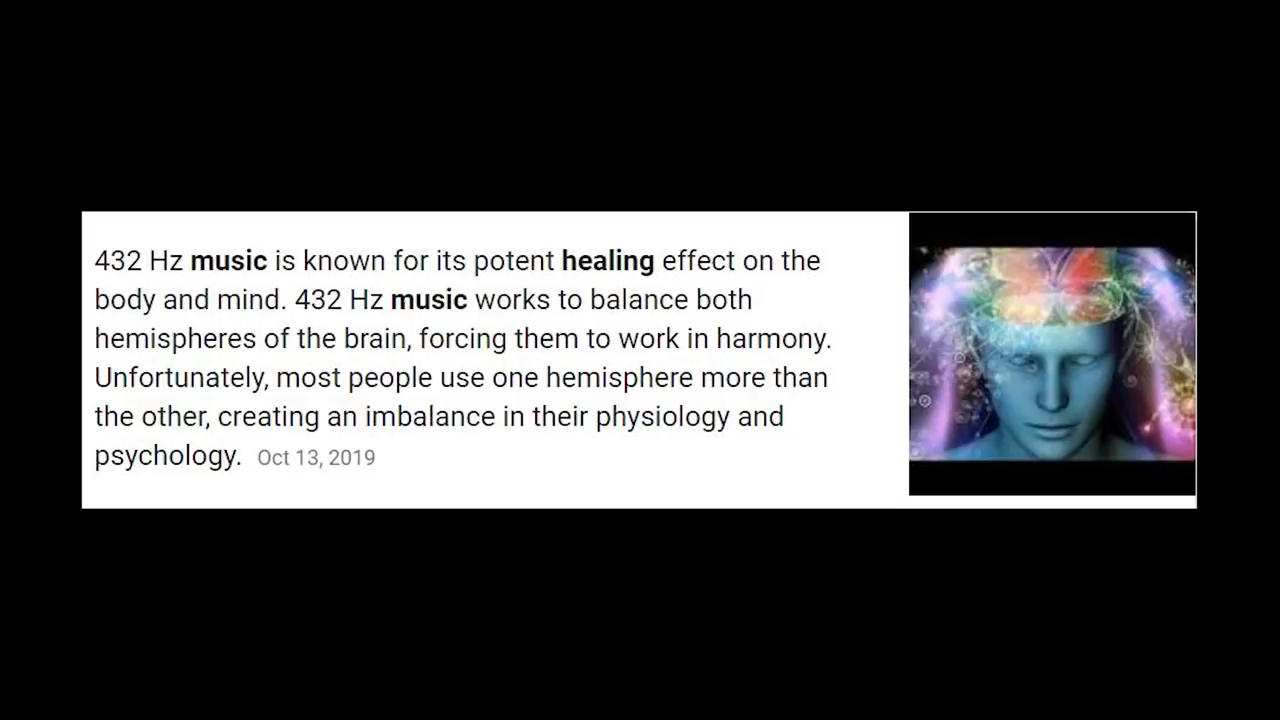 432 Hz music is known for its potent healing effect on the
body and mind. 432 Hz music works to balance both
hemispheres of the brain, forcing them to work in harmony.
Unfortunately, most people use one hemisphere more than
the other, creating an imbalance in their physiology and
psychology. Oct 13, 2019